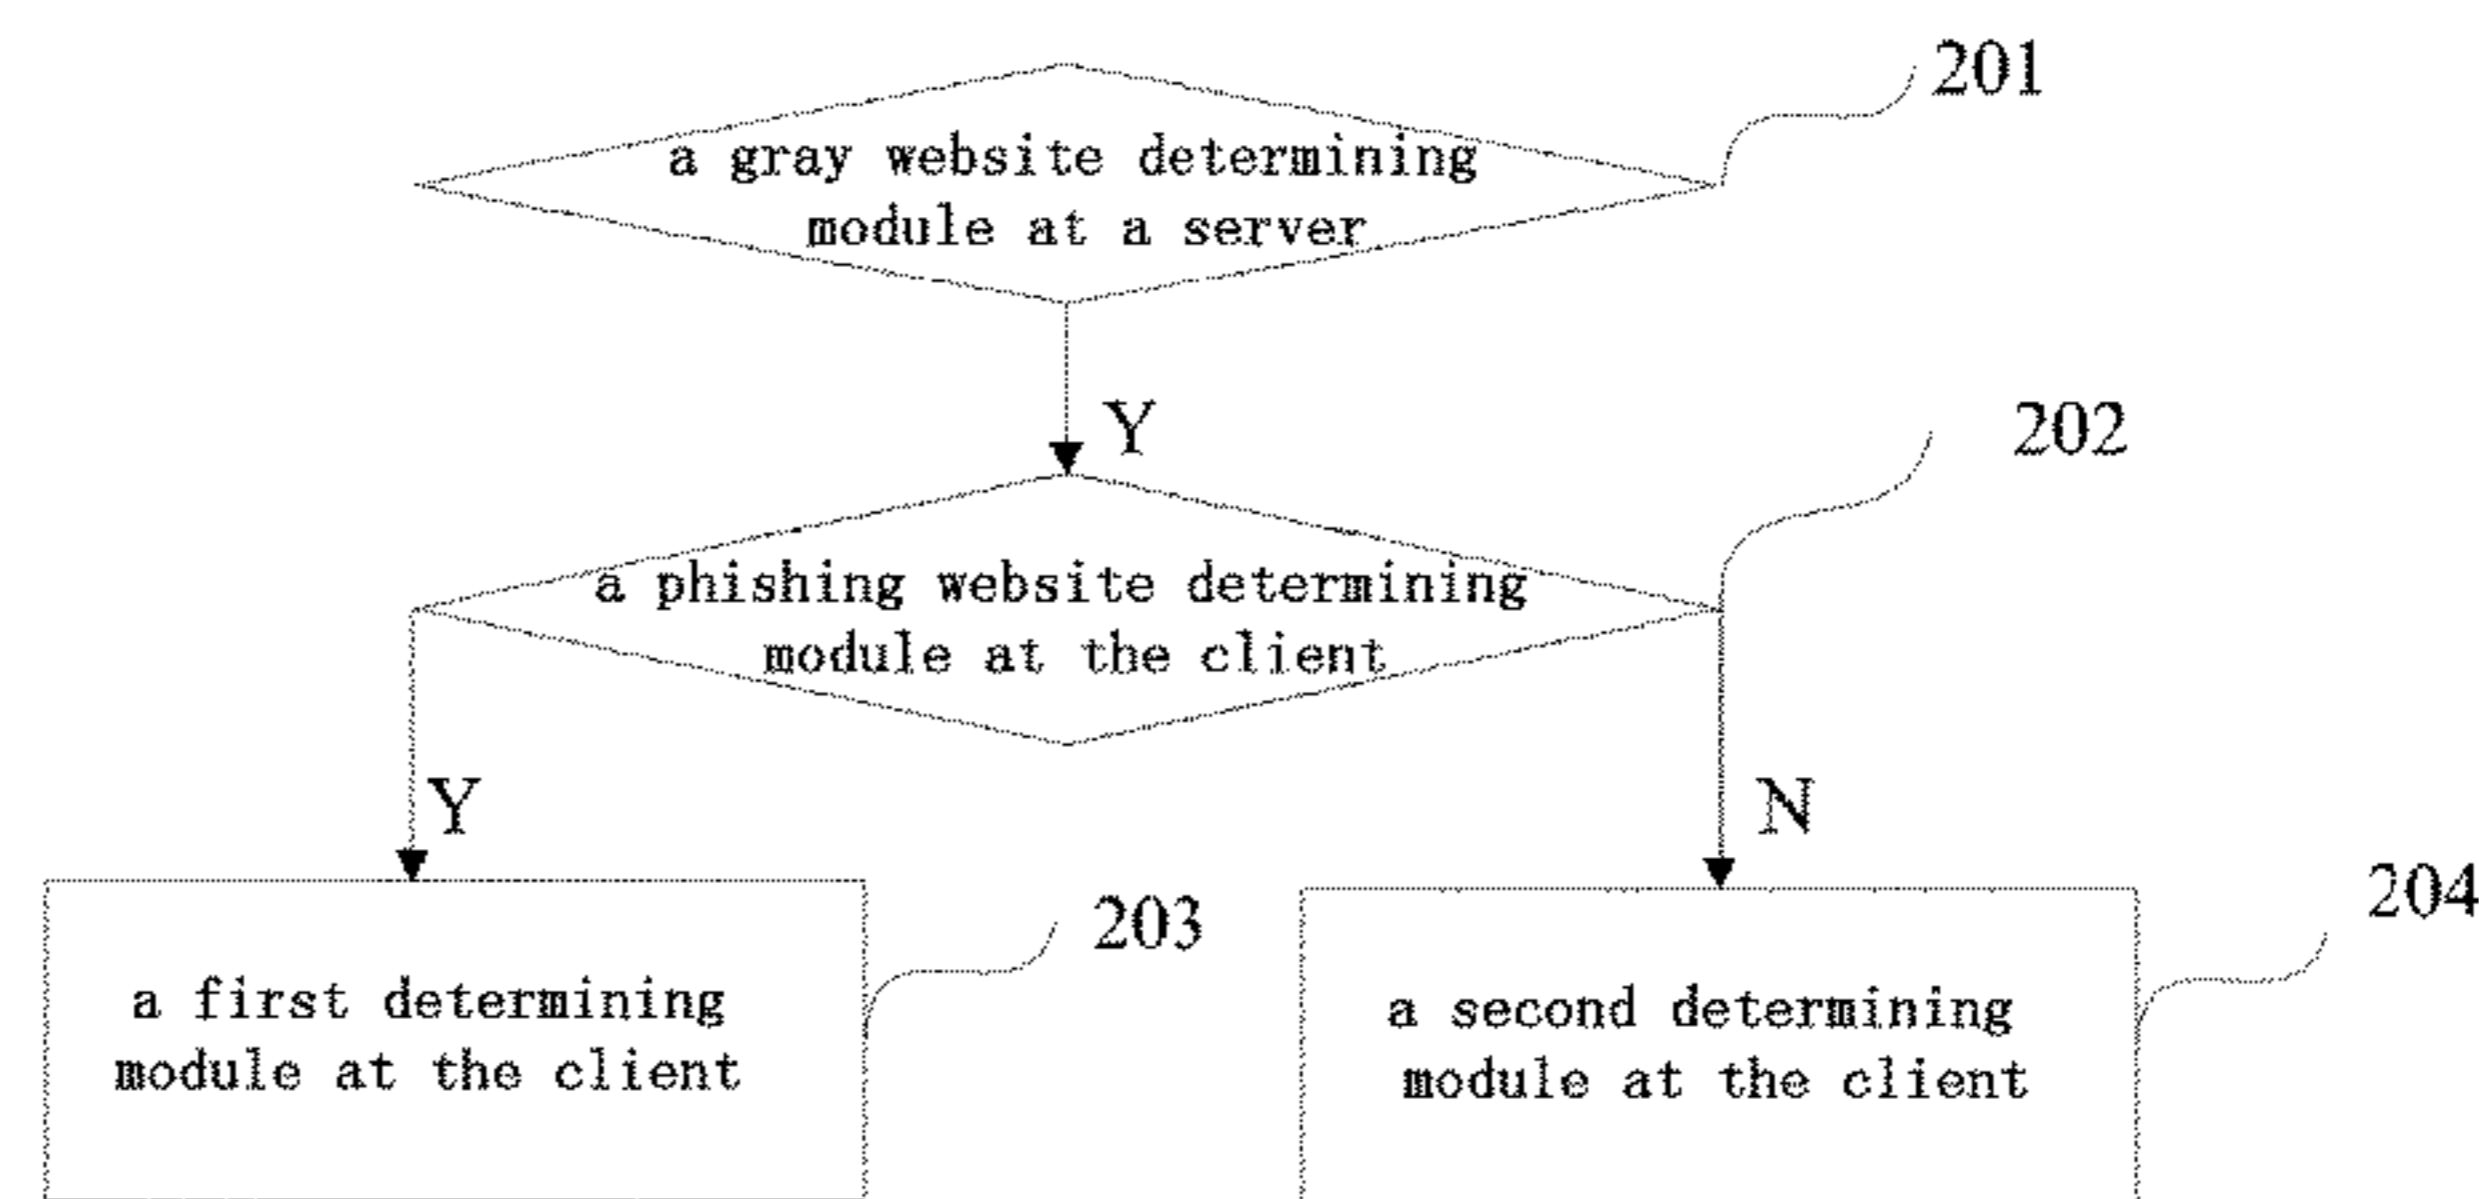 201
a gray website determining
module at a server
Y
202
a phishing website determining
module at the client
Y
N
203
204
a first determining
module at the client
a second determining
module at the client